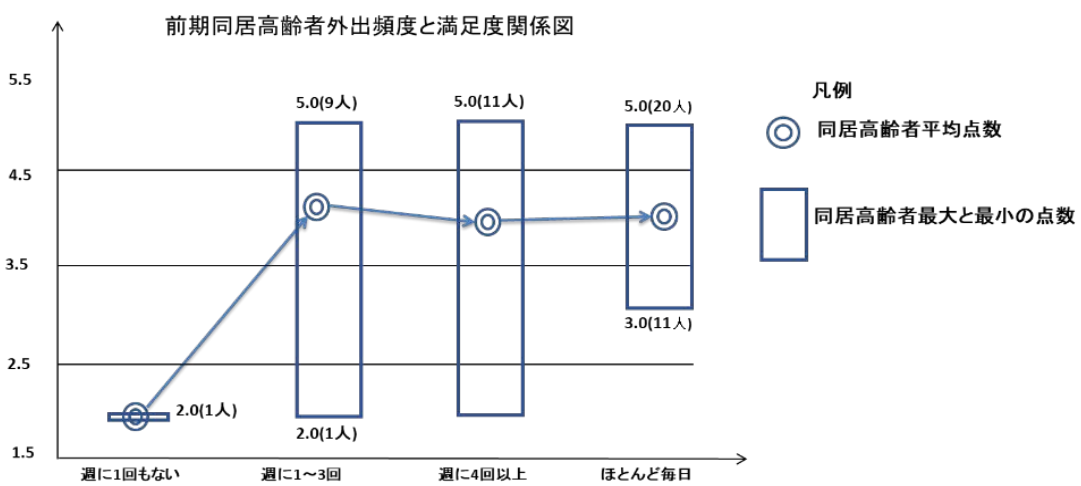 前期同居高齢者外出頻度と満足度関係図
5.5
4.5
3.5
2.5
1.5
5.0(9人)
5.0(11人)
5.0(20人)
2.0(1人)
2.0(1人)
3.0(11人)
週に1回もない
週に1～3回
週に4回以上
ほとんど毎日
凡例
同居高齢者平均点数
同居高齢者最大と最小の点数